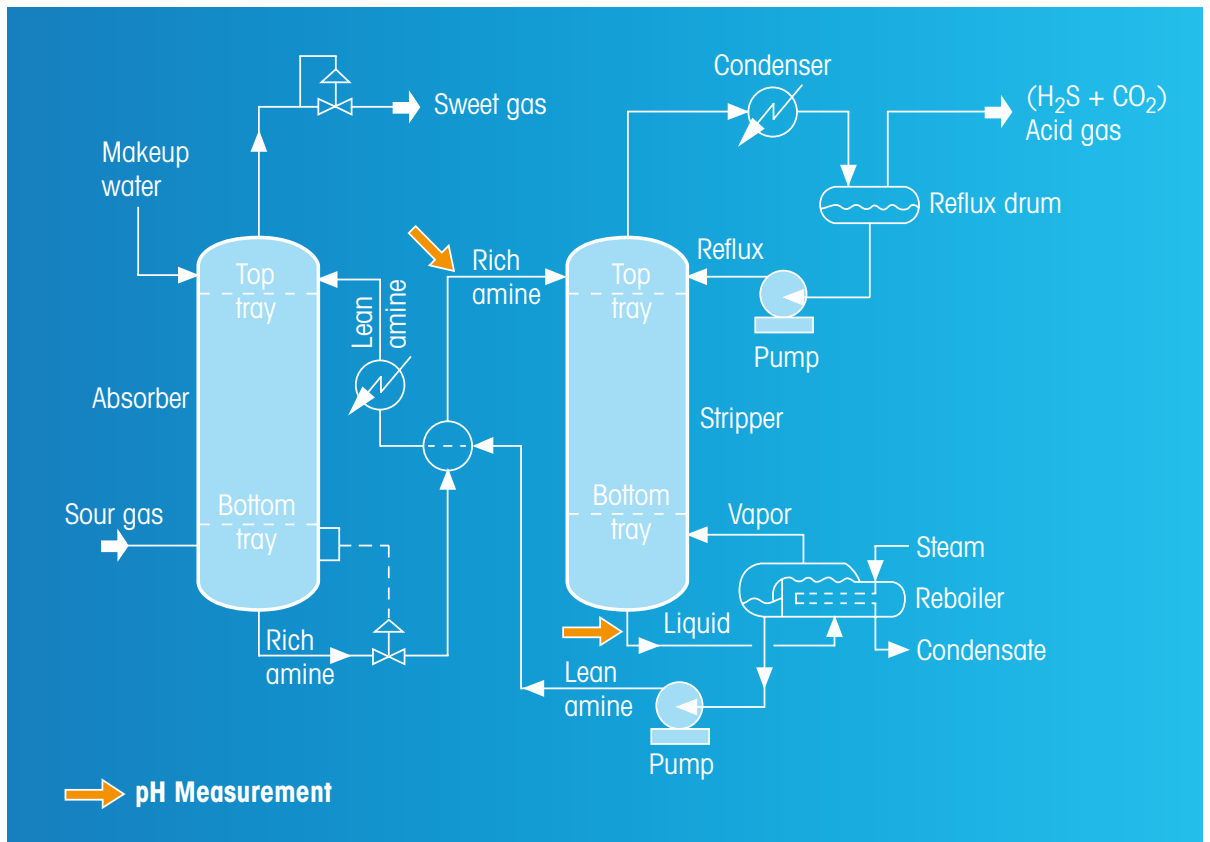 Condenser
Sweet gas
(H₂S + CO₂)
Acid gas
Makeup
water
Reflux drum
Rich
amine
Reflux
Top
tray
Lean
amine
Top
tray
Pump
Absorber
Stripper
Sour gas
Bottom
tray
Bottom
tray
Vapor
Steam
Reboiler
Condensate
Liquid
Rich
amine
Lean
amine
Pump
pH Measurement